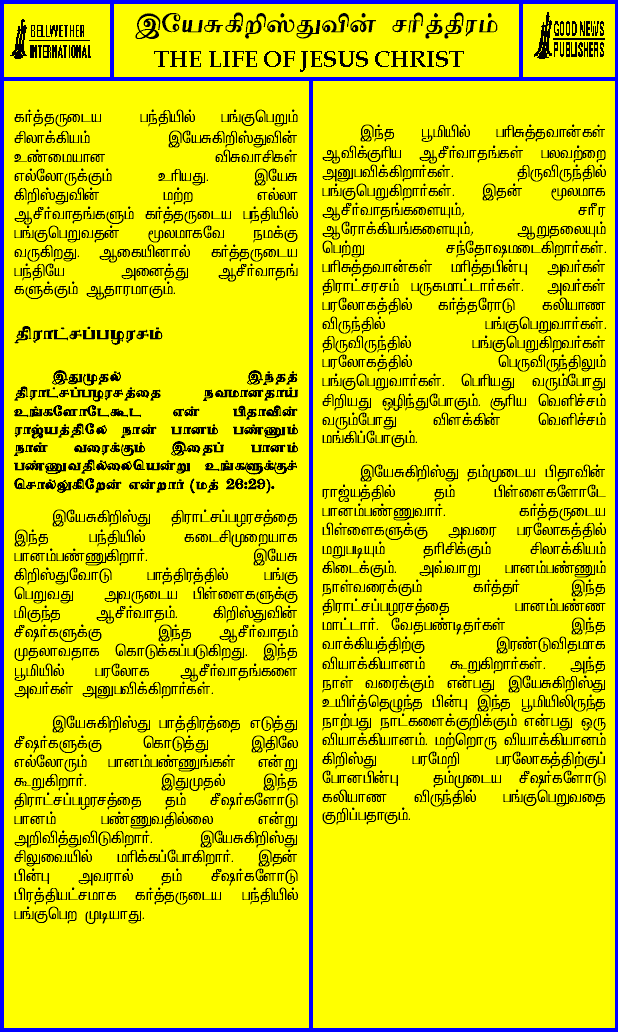 BELLWETHER
INTERNATIONAL
இயேசுகிறிஸ்துவின் சரித்திரம்
THE LIFE OF JESUS CHRIST
GOOD NEWS
PUBLISHERS
கர்த்தருடைய பந்தியில் பங்குபெறும்
சிலாக்கியம் இயேசுகிறிஸ்துவின்
உண்மையான விசுவாசிகள்
எல்லோருக்கும் உரியது. இயேசு
கிறிஸ்துவின் மற்ற எல்லா
ஆசீர்வாதங்களும் கர்த்தருடைய பந்தியில்
பங்குபெறுவதன் மூலமாகவே நமக்கு
வருகிறது. ஆகையினால் கர்த்தருடைய
பந்தியே அனைத்து ஆசீர்வாதங்
களுக்கும் ஆதாரமாகும்.
திராட்சப்பழரசம்
இதுமுதல் இந்தத்
திராட்சப்பழரசத்தை நவமானதாய்
உங்களோடேகூட என் பிதாவின்
ராஜ்யத்திலே நான் பானம் பண்ணும்
நாள் வரைக்கும் இதைப் பானம்
பண்ணுவதில்லையென்று உங்களுக்குச்
சொல்லுகிறேன் என்றார் (மத் 26:29).
இயேசுகிறிஸ்து திராட்சப்பழரசத்தை
இந்த பந்தியில் கடைசிமுறையாக
பானம்பண்ணுகிறார். இயேசு
கிறிஸ்துவோடு பாத்திரத்தில் பங்கு
பெறுவது அவருடைய பிள்ளைகளுக்கு
மிகுந்த ஆசீர்வாதம். கிறிஸ்துவின்
சீஷர்களுக்கு இந்த ஆசீர்வாதம்
முதலாவதாக கொடுக்கப்படுகிறது. இந்த
பூமியில் பரலோக ஆசீர்வாதங்களை
அவர்கள் அனுபவிக்கிறார்கள்.
இயேசுகிறிஸ்து பாத்திரத்தை எடுத்து
சீஷர்களுக்கு கொடுத்து இதிலே
எல்லோரும் பானம்பண்ணுங்கள் என்று
கூறுகிறார். இதுமுதல் இந்த
திராட்சப்பழரசத்தை தம் சீஷர்களோடு
பானம் பண்ணுவதில்லை என்று
அறிவித்துவிடுகிறார். இயேசுகிறிஸ்து
சிலுவையில் மரிக்கப்போகிறார். இதன்
பின்பு அவரால் தம் சீஷர்களோடு
பிரத்தியட்சமாக கர்த்தருடைய பந்தியில்
பங்குபெற முடியாது.
இந்த பூமியில் பரிசுத்தவான்கள்
ஆவிக்குரிய ஆசீர்வாதங்கள் பலவற்றை
அனுபவிக்கிறார்கள். திருவிருந்தில்
பங்குபெறுகிறார்கள். இதன் மூலமாக
ஆசீர்வாதங்களையும், சரீர
ஆரோக்கியங்களையும், ஆறுதலையும்
பெற்று சந்தோஷமடைகிறார்கள்.
பரிசுத்தவான்கள் மரித்தபின்பு அவர்கள்
திராட்சரசம் பருகமாட்டார்கள். அவர்கள்
பரலோகத்தில் கர்த்தரோடு கலியாண
விருந்தில் பங்குபெறுவார்கள்.
திருவிருந்தில் பங்குபெறுகிறவர்கள்
பரலோகத்தில் பெருவிருந்திலும்
பங்குபெறுவார்கள். பெரியது வரும்போது
சிறியது ஒழிந்துபோகும். சூரிய வெளிச்சம்
வரும்போது விளக்கின் வெளிச்சம்
மங்கிப்போகும்.
இயேசுகிறிஸ்து தம்முடைய பிதாவின்
ராஜ்யத்தில் தம் பிள்ளைகளோடே
பானம்பண்ணுவார். கர்த்தருடைய
பிள்ளைகளுக்கு அவரை பரலோகத்தில்
மறுபடியும் தரிசிக்கும் சிலாக்கியம்
கிடைக்கும். அவ்வாறு பானம்பண்ணும்
நாள்வரைக்கும் கர்த்தர் இந்த
திராட்சப்பழரசத்தை பானம்பண்ண
மாட்டார். வேதபண்டிதர்கள் இந்த
வாக்கியத்திற்கு இரண்டுவிதமாக
வியாக்கியானம் கூறுகிறார்கள். அந்த
நாள் வரைக்கும் என்பது இயேசுகிறிஸ்து
உயிர்த்தெழுந்த பின்பு இந்த பூமியிலிருந்த
நாற்பது நாட்களைக்குறிக்கும் என்பது ஒரு
வியாக்கியானம். மற்றொரு வியாக்கியானம்
கிறிஸ்து பரமேறி பரலோகத்திற்குப்
போனபின்பு தம்முடைய சீஷர்களோடு
கலியாண விருந்தில் பங்குபெறுவதை
குறிப்பதாகும்.